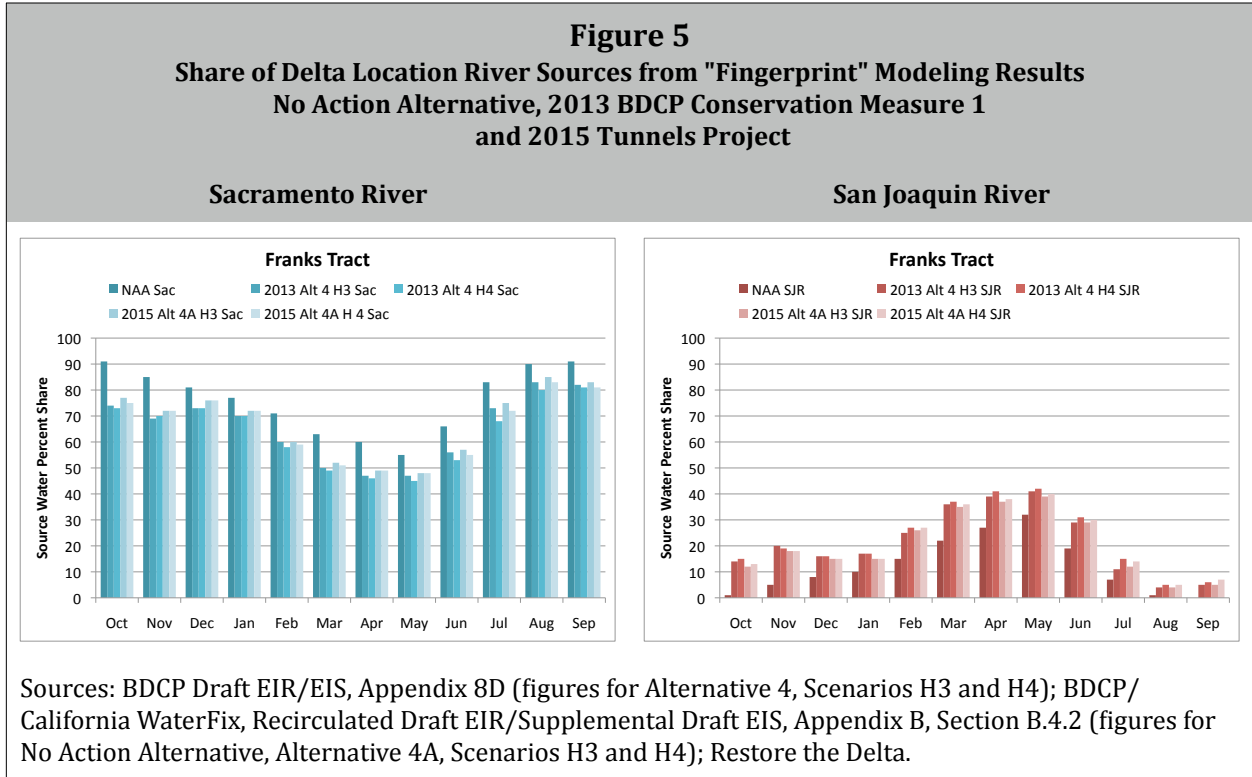 Figure 5
Share of Delta Location River Sources from "Fingerprint" Modeling Results
No Action Alternative, 2013 BDCP Conservation Measure 1
and 2015 Tunnels Project
Sacramento River
San Joaquin River
Franks Tract
NAA Sac
2013 Alt 4 H3 Sac
2013 Alt 4 H4 Sac
2015 Alt 4A H3 Sac
2015 Alt 4A H 4 Sac
Source Water Percent Share
100
90
80
70
60
50
40
30
20
10
0
Oct Nov Dec Jan Feb Mar Apr May Jun Jul Aug Sep
Franks Tract
NAA SJR
2013 Alt 4 H3 SJR
2013 Alt 4 H4 SJR
2015 Alt 4A H3 SJR
2015 Alt 4A H4 SJR
Source Water Percent Share
100
90
80
70
60
50
40
30
20
10
0
Oct Nov Dec Jan Feb Mar Apr May Jun Jul Aug Sep
Sources: BDCP Draft EIR/EIS, Appendix 8D (figures for Alternative 4, Scenarios H3 and H4); BDCP/
California WaterFix, Recirculated Draft EIR/Supplemental Draft EIS, Appendix B, Section B.4.2 (figures for
No Action Alternative, Alternative 4A, Scenarios H3 and H4); Restore the Delta.